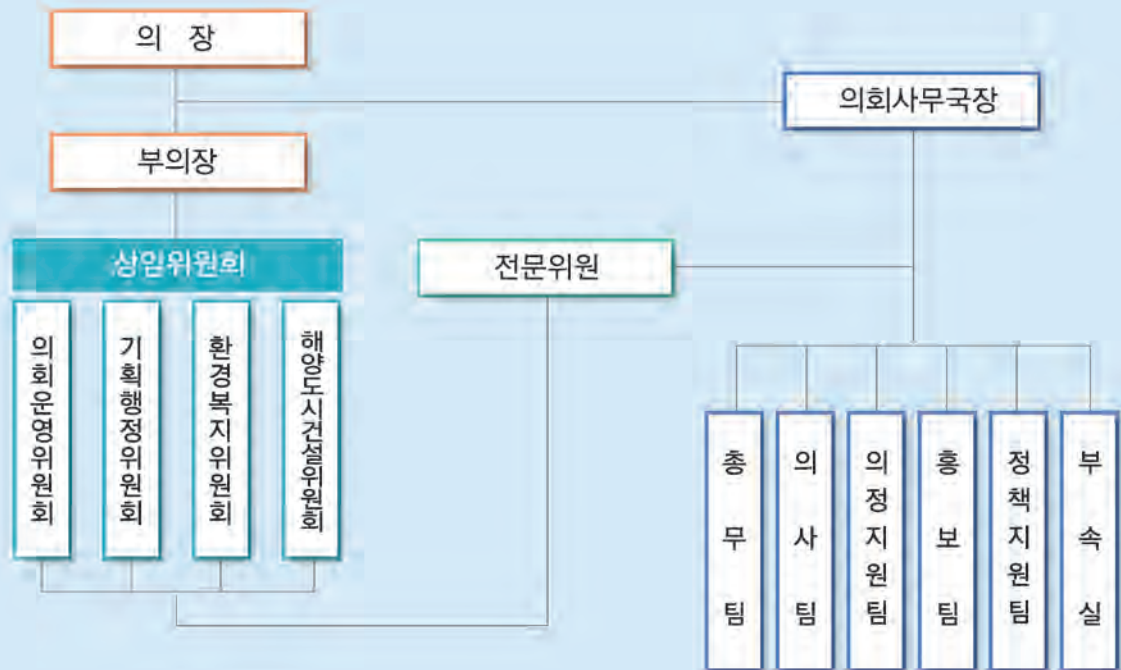 의 장
의회사무국장
부의장
상임위원회
전문위원
의회운영위원회
기획행정위원회
환경복지위원회
해양도시건설위원회
총무팀
의사팀
의정지원팀
홍보팀
정책지원팀
부속실